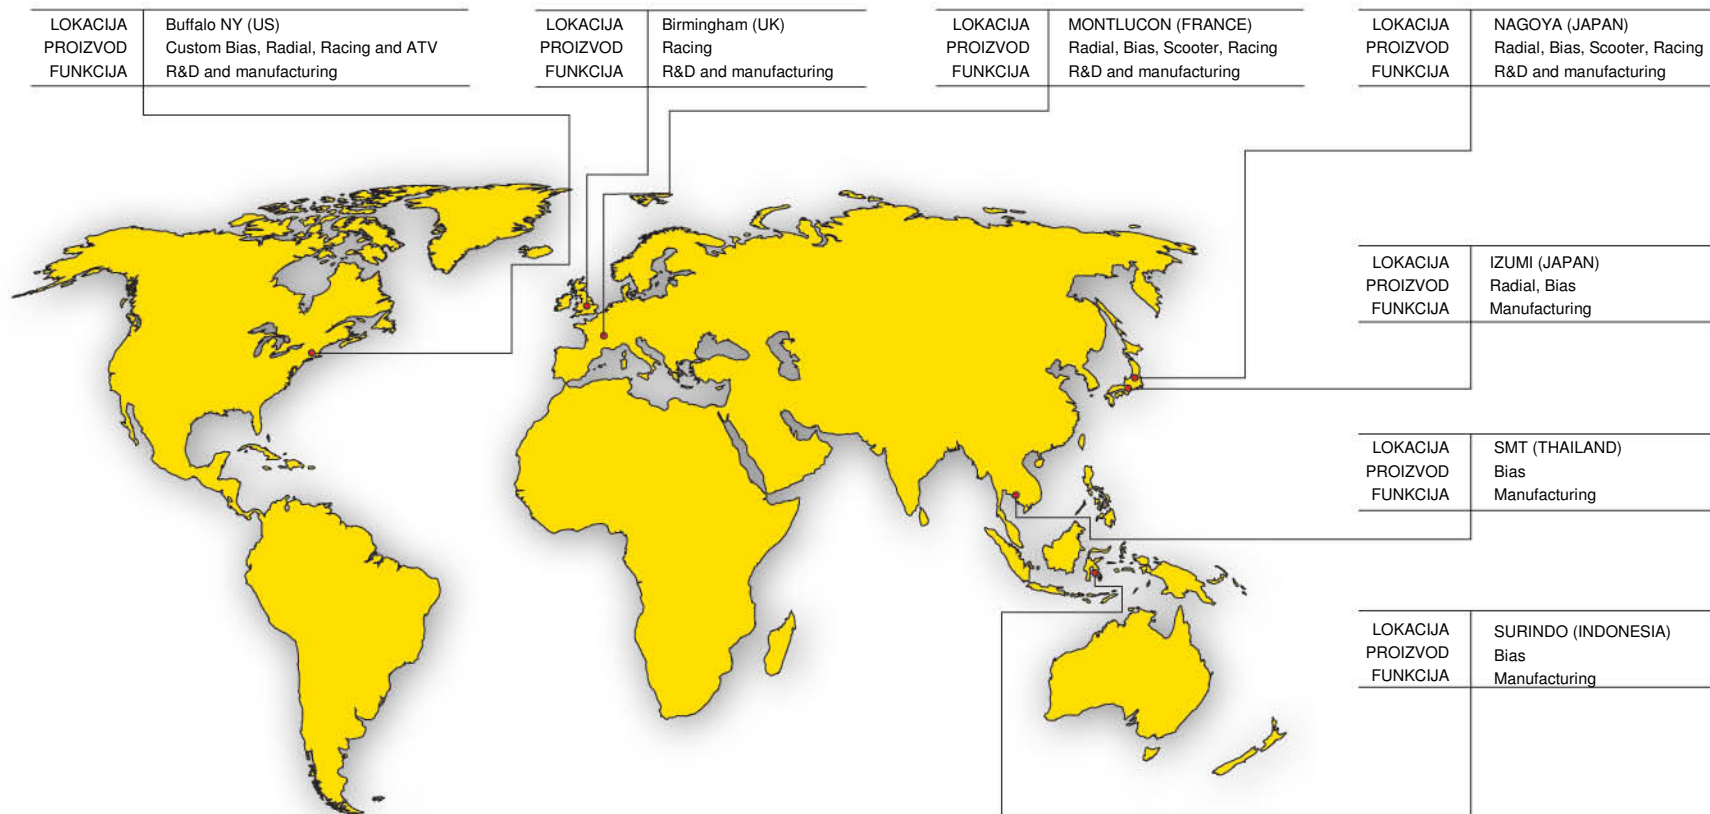 LOKACIJA Buffalo NY (US)
PROIZVOD Custom Bias, Radial, Racing and ATV
FUNKCIJA R&D and manufacturing
LOKACIJA Birmingham (UK)
PROIZVOD Racing
FUNKCIJA R&D and manufacturing
LOKACIJA MONTLUCON (FRANCE)
PROIZVOD Radial, Bias, Scooter, Racing
FUNKCIJA R&D and manufacturing
LOKACIJA NAGOYA (JAPAN)
PROIZVOD Radial, Bias, Scooter, Racing
FUNKCIJA R&D and manufacturing
LOKACIJA IZUMI (JAPAN)
PROIZVOD Radial, Bias
FUNKCIJA Manufacturing
LOKACIJA SMT (THAILAND)
PROIZVOD Bias
FUNKCIJA Manufacturing
LOKACIJA SURINDO (INDONESIA)
PROIZVOD Bias
FUNKCIJA Manufacturing